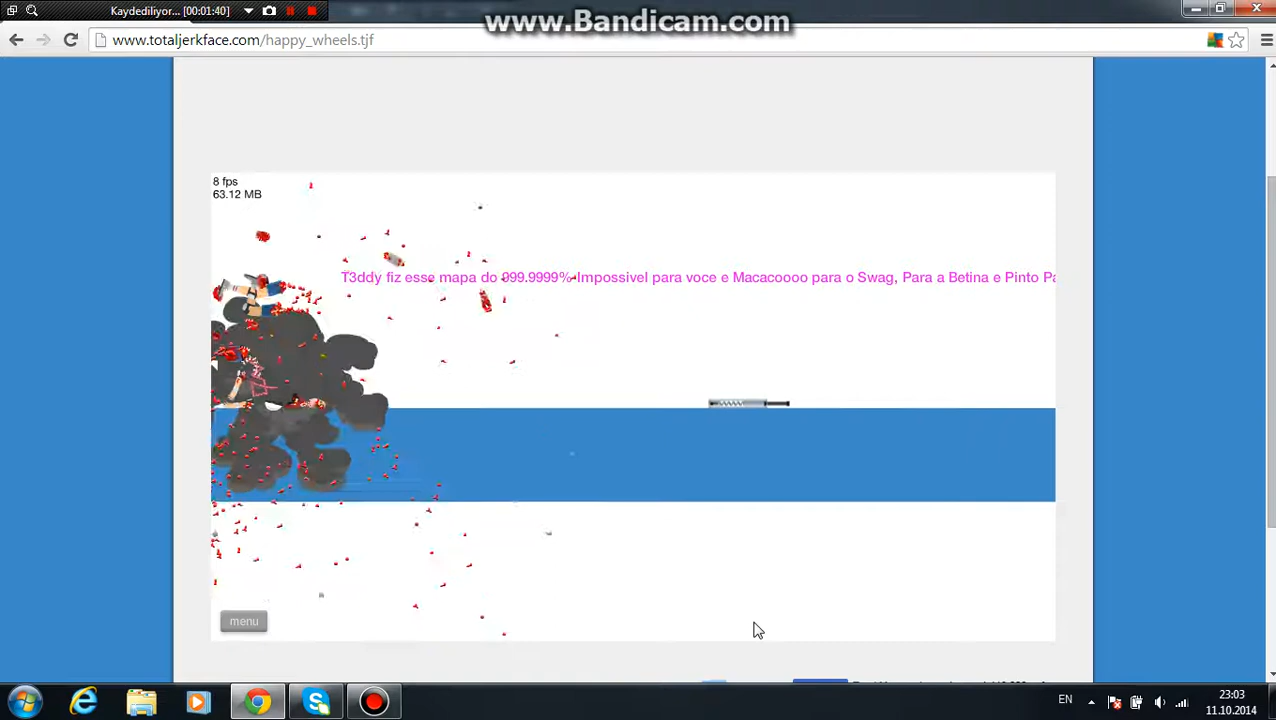 Kaydediliyor... [00:01:40]
www.Bandicam.com
www.totaljerkface.com/happy_wheels.tjf
8 fps
63.12 MB
T3ddy fiz esse mapa do 999.9999% Impossivel para voce e Macacoooo para o Swag, Para a Betina e Pinto Pa
menu
EN
23:03
11.10.2014